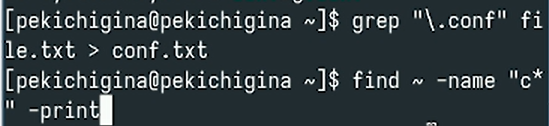 [pekichigina@pekichigina ~]$ grep "\.conf" fi
le.txt > conf.txt
[pekichigina@pekichigina ~]$ find ~ -name "c*
" -print